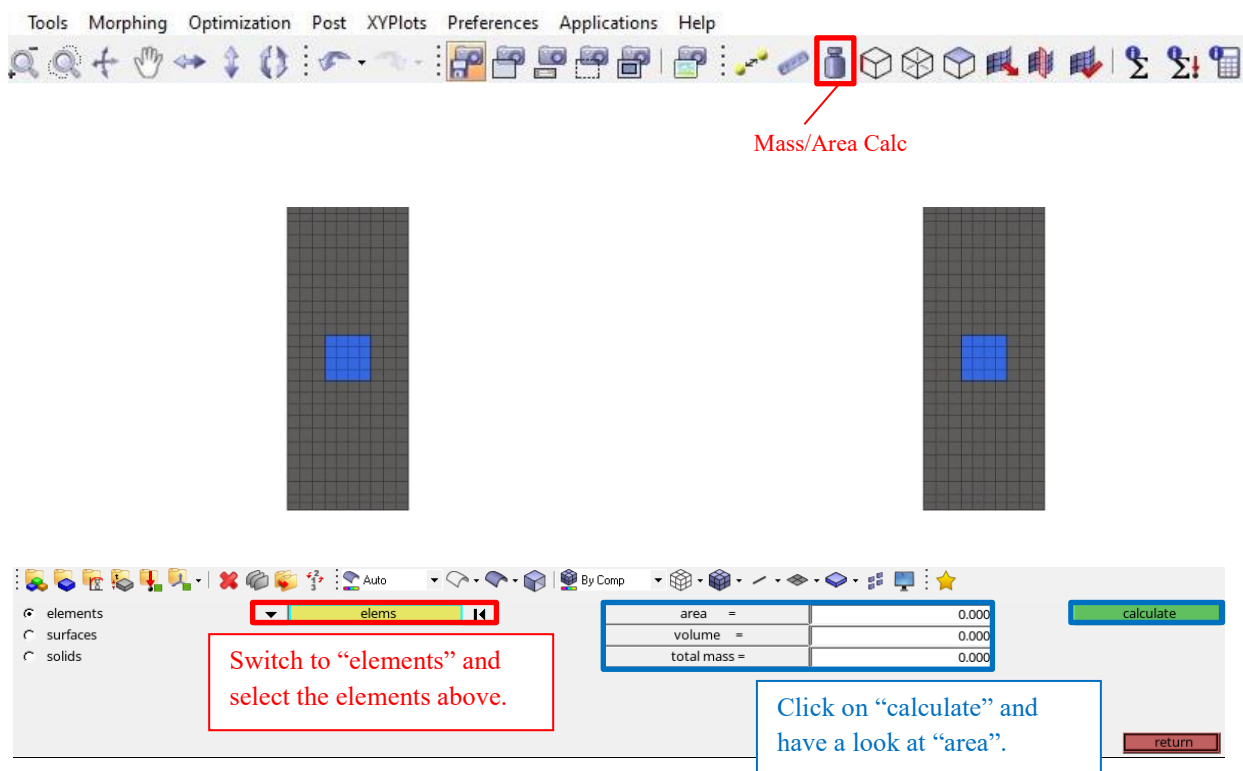 Tools Morphing Optimization Post XYPlots Preferences Applications Help
Mass/Area Calc
Auto By Comp
elements elems area = 0.000 calculate
surfaces volume = 0.000
solids total mass = 0.000
Switch to “elements” and
select the elements above.
Click on “calculate” and
have a look at “area”.
return